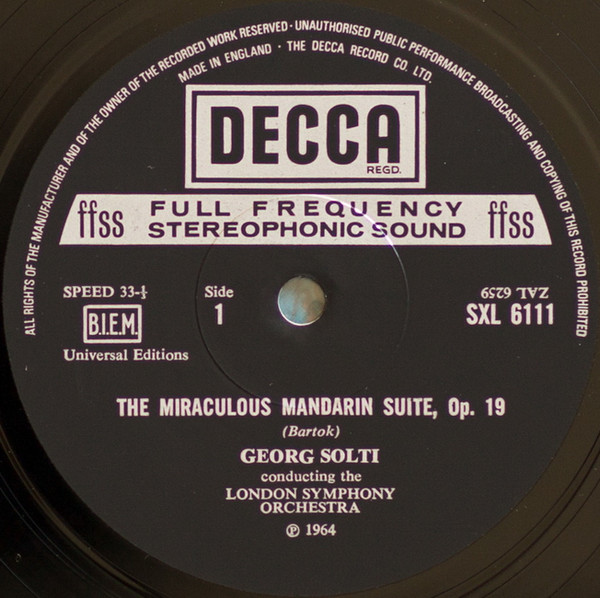 ALL RIGHTS OF THE MANUFACTURER AND OF THE OWNER OF THE RECORDED WORK RESERVED · UNAUTHORISED PUBLIC PERFORMANCE BROADCASTING AND COPYING OF THIS RECORD PROHIBITED
MADE IN ENGLAND · THE DECCA RECORD CO. LTD.
DECCA
REGD.
ffss FULL FREQUENCY STEREOPHONIC SOUND ffss
SPEED 33-⅓
Side
ZAL 6259
B.I.E.M.
1
SXL 6111
Universal Editions
THE MIRACULOUS MANDARIN SUITE, Op. 19
(Bartok)
GEORG SOLTI
conducting the
LONDON SYMPHONY
ORCHESTRA
℗ 1964